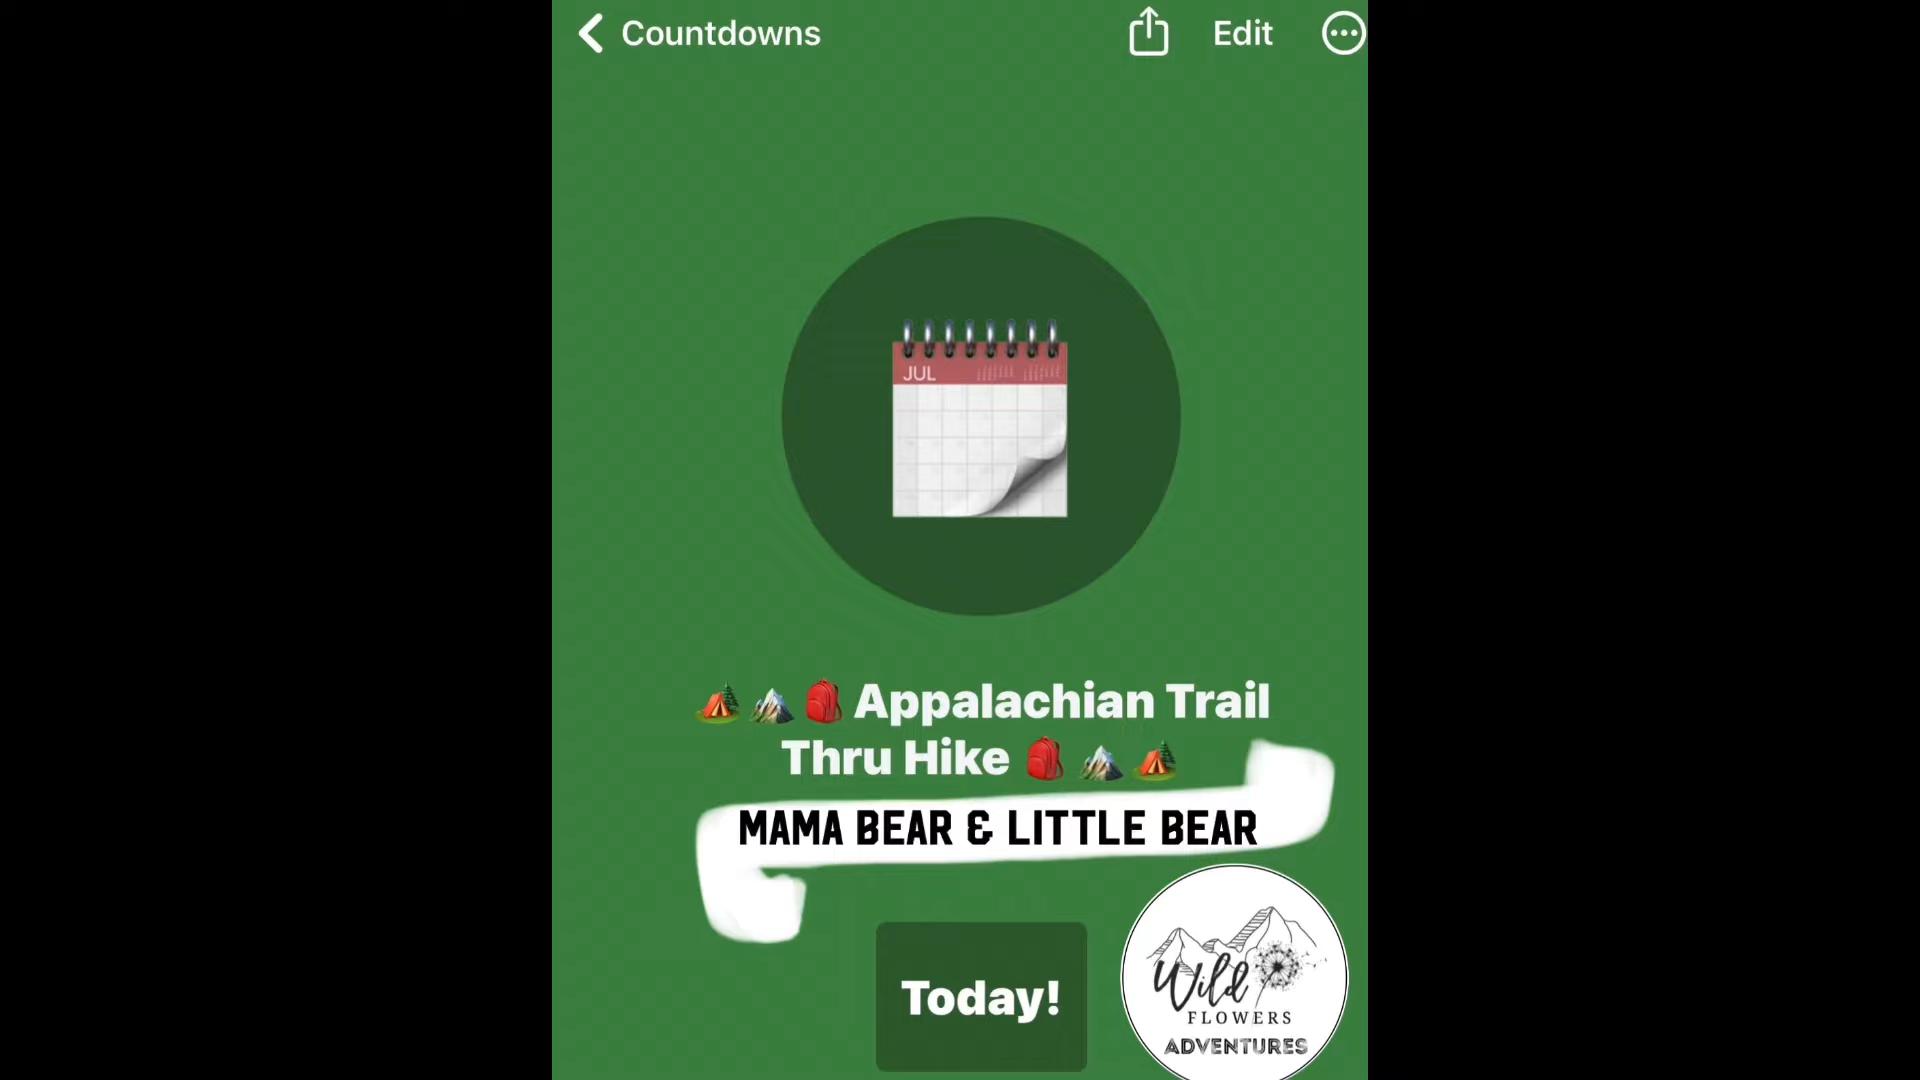 Countdowns
Edit
JUL
Appalachian Trail
Thru Hike
MAMA BEAR & LITTLE BEAR
Today!
Wild
FLOWERS
ADVENTURES